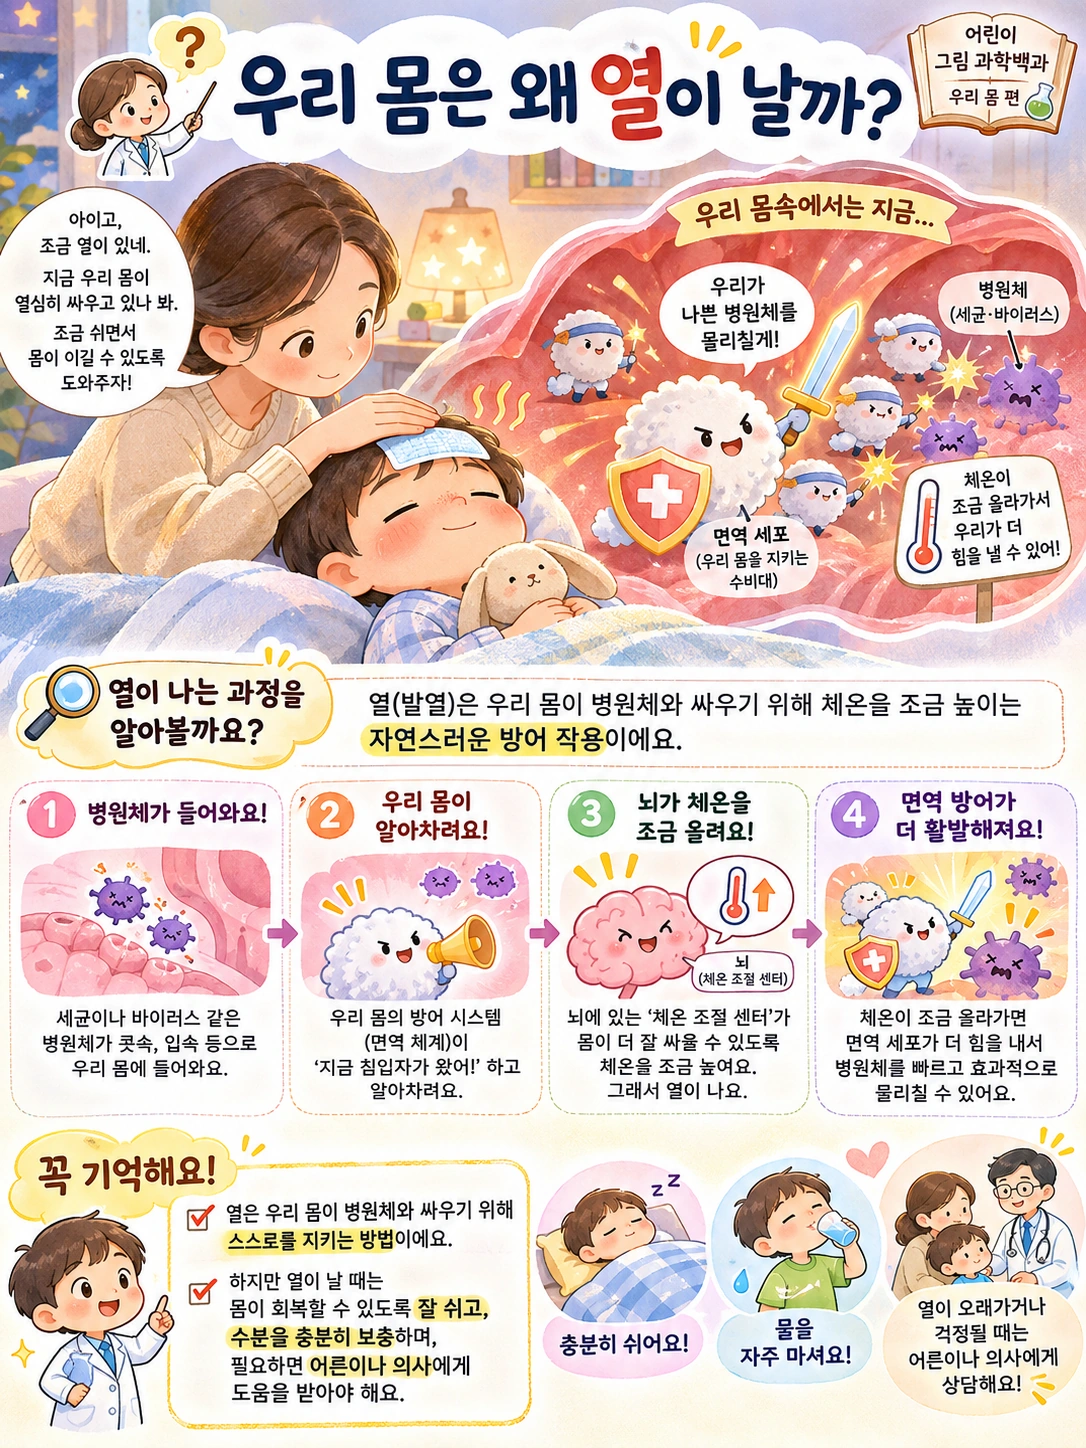 ?
우리 몸은 왜 열이 날까?
어린이
그림 과학백과
우리 몸 편
아이고,
조금 열이 있네.
지금 우리 몸이
열심히 싸우고 있나 봐.
조금 쉬면서
몸이 이길 수 있도록
도와주자!
우리 몸속에서는 지금...
우리가
나쁜 병원체를
물리칠게!
병원체
(세균·바이러스)
면역 세포
(우리 몸을 지키는
수비대)
체온이
조금 올라가서
우리가 더
힘을 낼 수 있어!
열이 나는 과정을
알아볼까요?
열(발열)은 우리 몸이 병원체와 싸우기 위해 체온을 조금 높이는
자연스러운 방어 작용이에요.
1 병원체가 들어와요!
세균이나 바이러스 같은
병원체가 콧속, 입속 등으로
우리 몸에 들어와요.
2 우리 몸이
알아차려요!
우리 몸의 방어 시스템
(면역 체계)이
‘지금 침입자가 왔어!’ 하고
알아차려요.
3 뇌가 체온을
조금 올려요!
뇌
(체온 조절 센터)
뇌에 있는 ‘체온 조절 센터’가
몸이 더 잘 싸울 수 있도록
체온을 조금 높여요.
그래서 열이 나요.
4 면역 방어가
더 활발해져요!
체온이 조금 올라가면
면역 세포가 더 힘을 내서
병원체를 빠르고 효과적으로
물리칠 수 있어요.
꼭 기억해요!
열은 우리 몸이 병원체와 싸우기 위해
스스로를 지키는 방법이에요.
하지만 열이 날 때는
몸이 회복할 수 있도록 잘 쉬고,
수분을 충분히 보충하며,
필요하면 어른이나 의사에게
도움을 받아야 해요.
z z
충분히 쉬어요!
물을
자주 마셔요!
열이 오래가거나
걱정될 때는
어른이나 의사에게
상담해요!